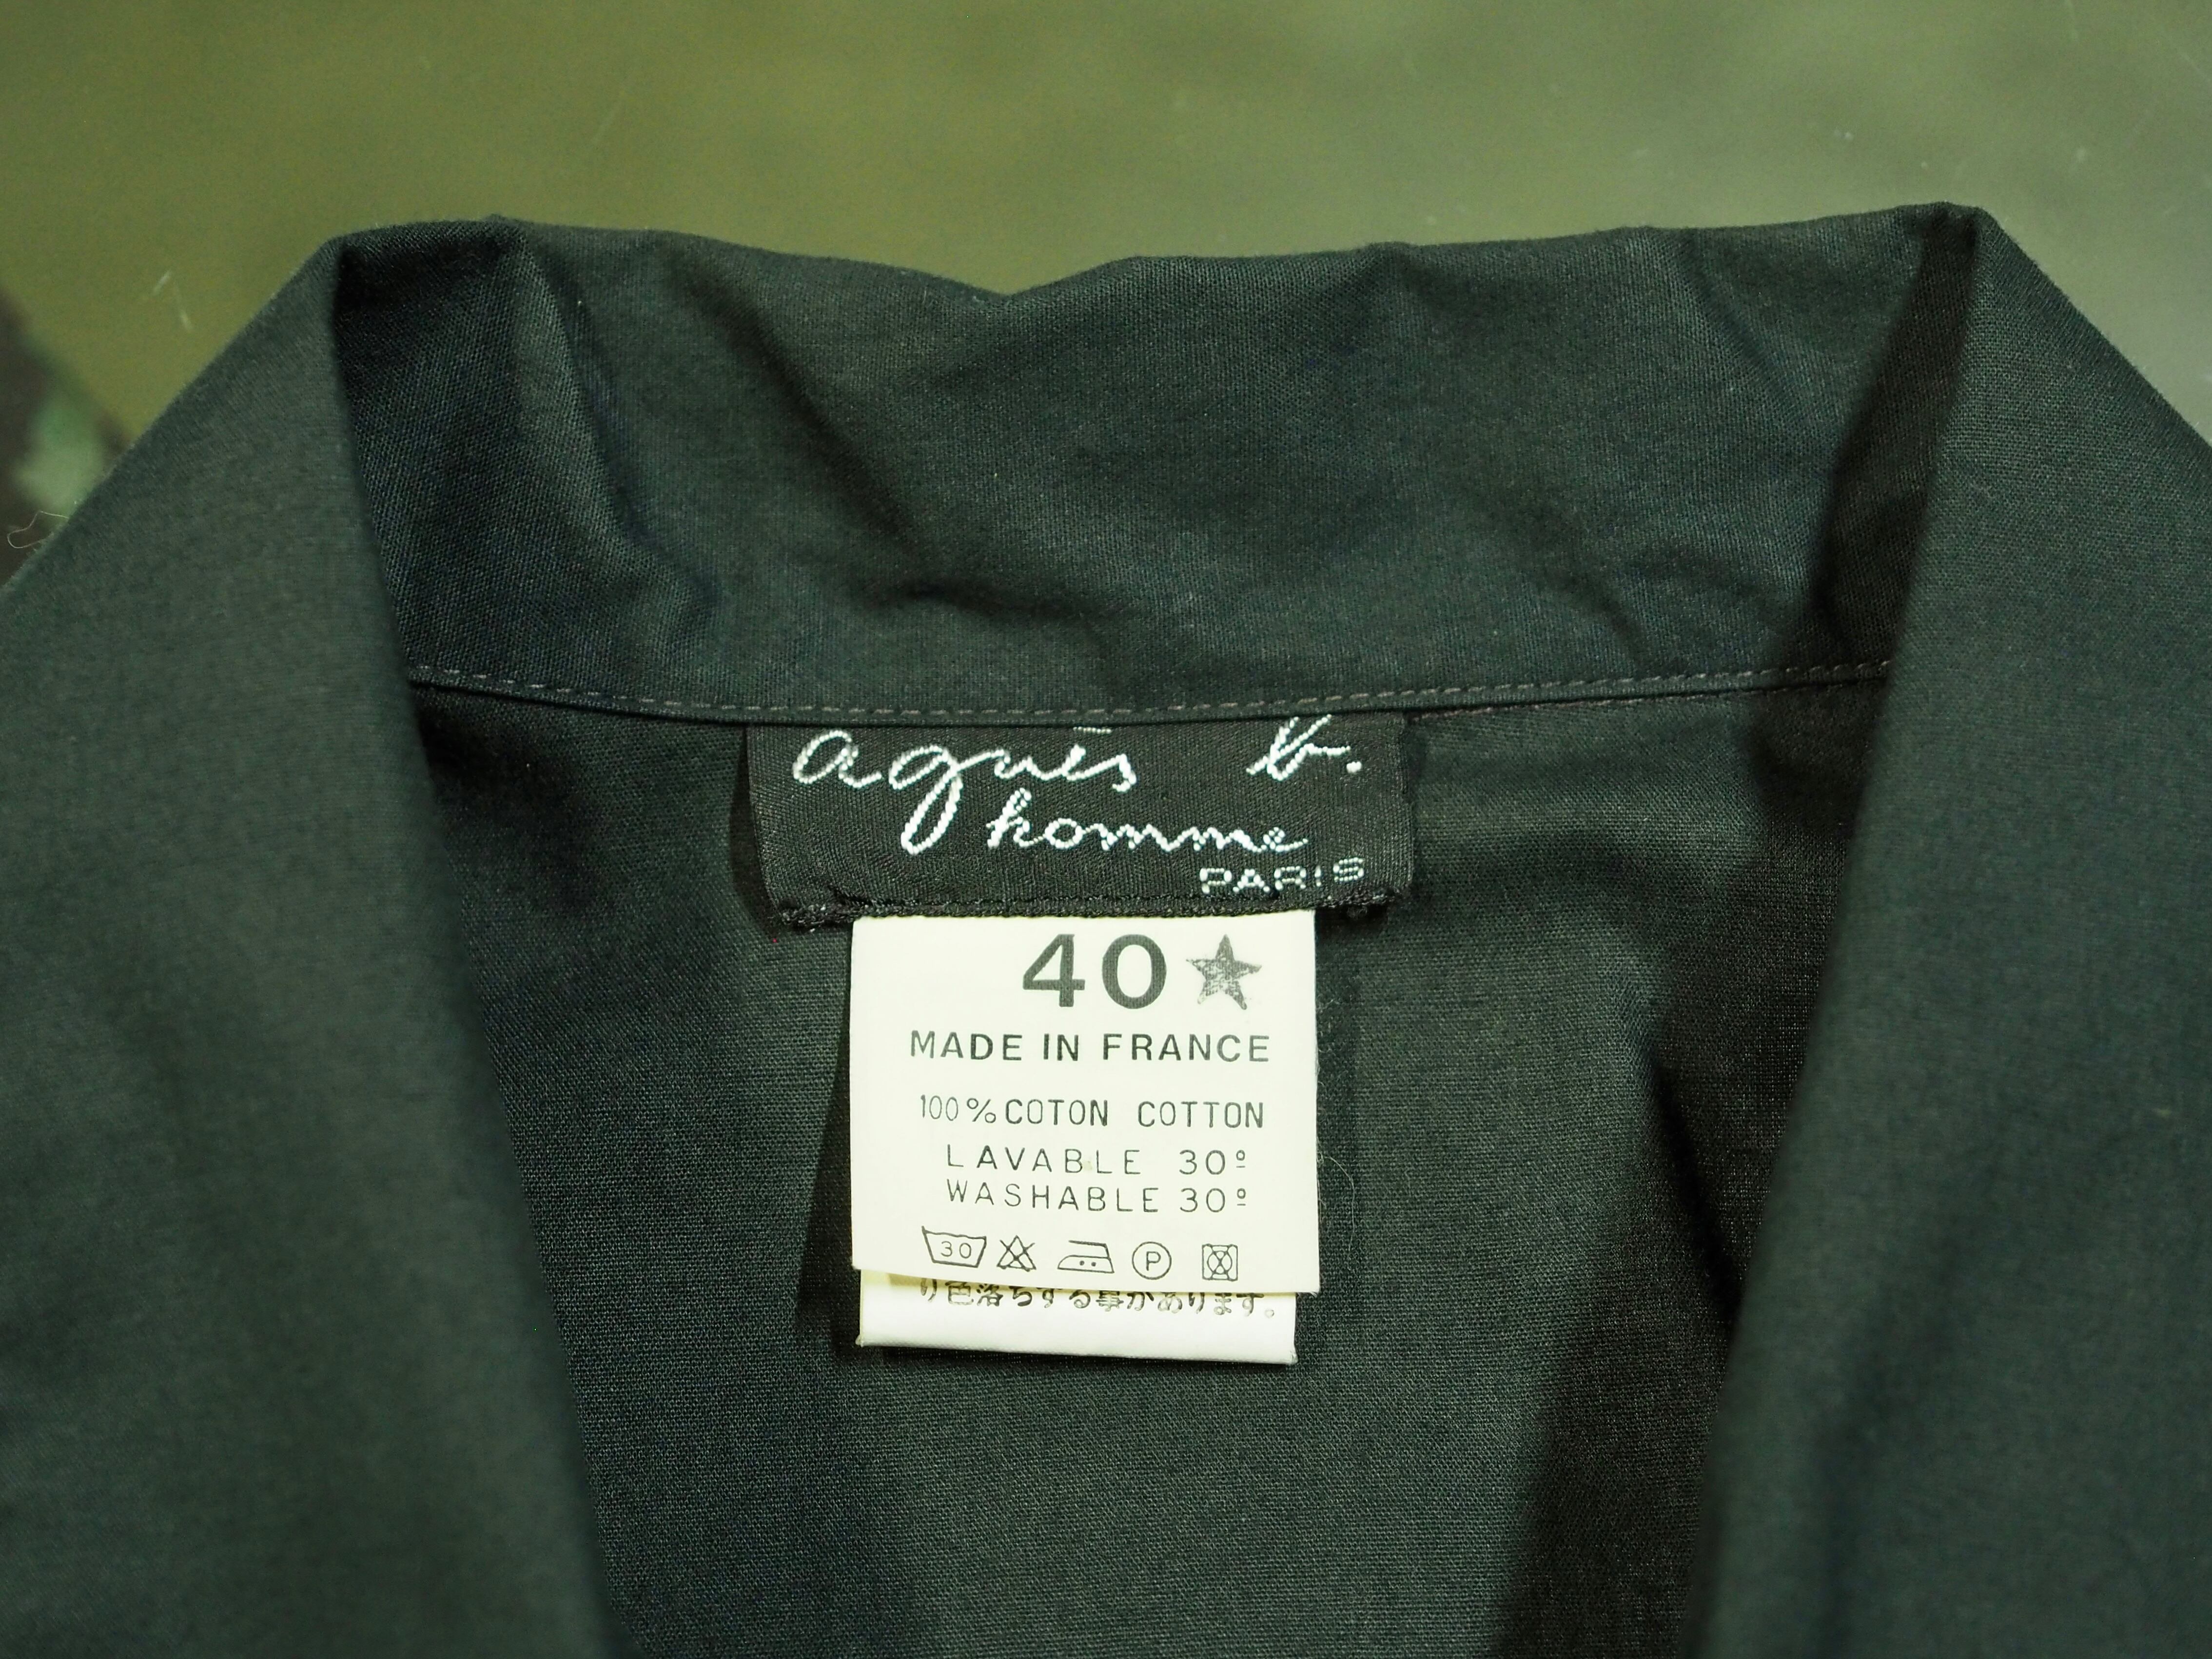 agnès b.
homme
PARIS
40★
MADE IN FRANCE
100% COTON COTTON
LAVABLE 30º
WASHABLE 30º
30 P
り色落ちする事があります。